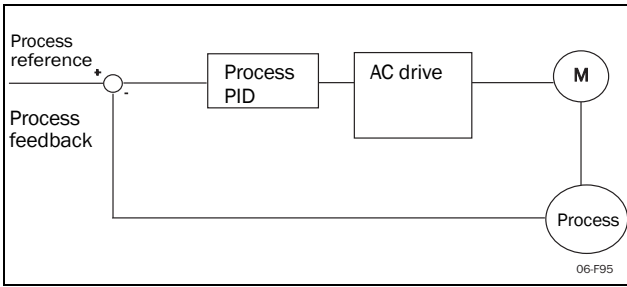 Process
reference
+
-
Process
feedback
Process
PID
AC drive
M
Process
06-F95